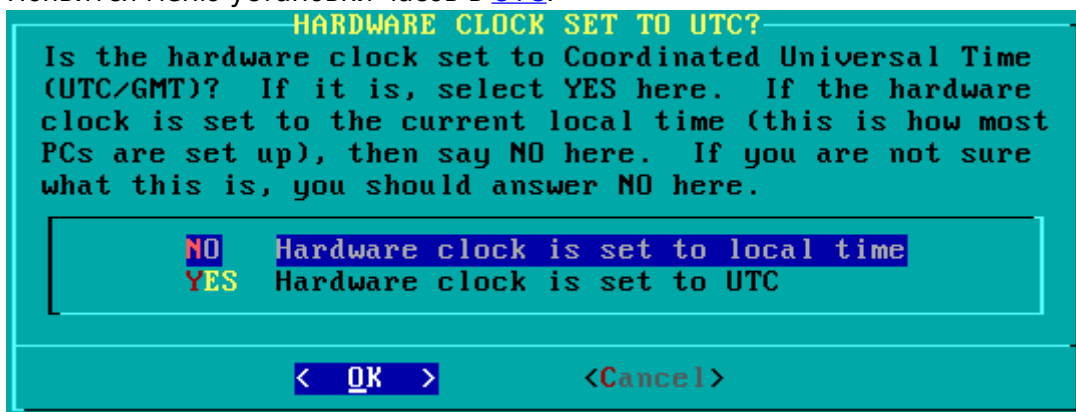 HARDWARE CLOCK SET TO UTC?
Is the hardware clock set to Coordinated Universal Time
(UTC/GMT)?  If it is, select YES here.  If the hardware
clock is set to the current local time (this is how most
PCs are set up), then say NO here.  If you are not sure
what this is, you should answer NO here.
NO Hardware clock is set to local time
YES Hardware clock is set to UTC
< OK > <Cancel>